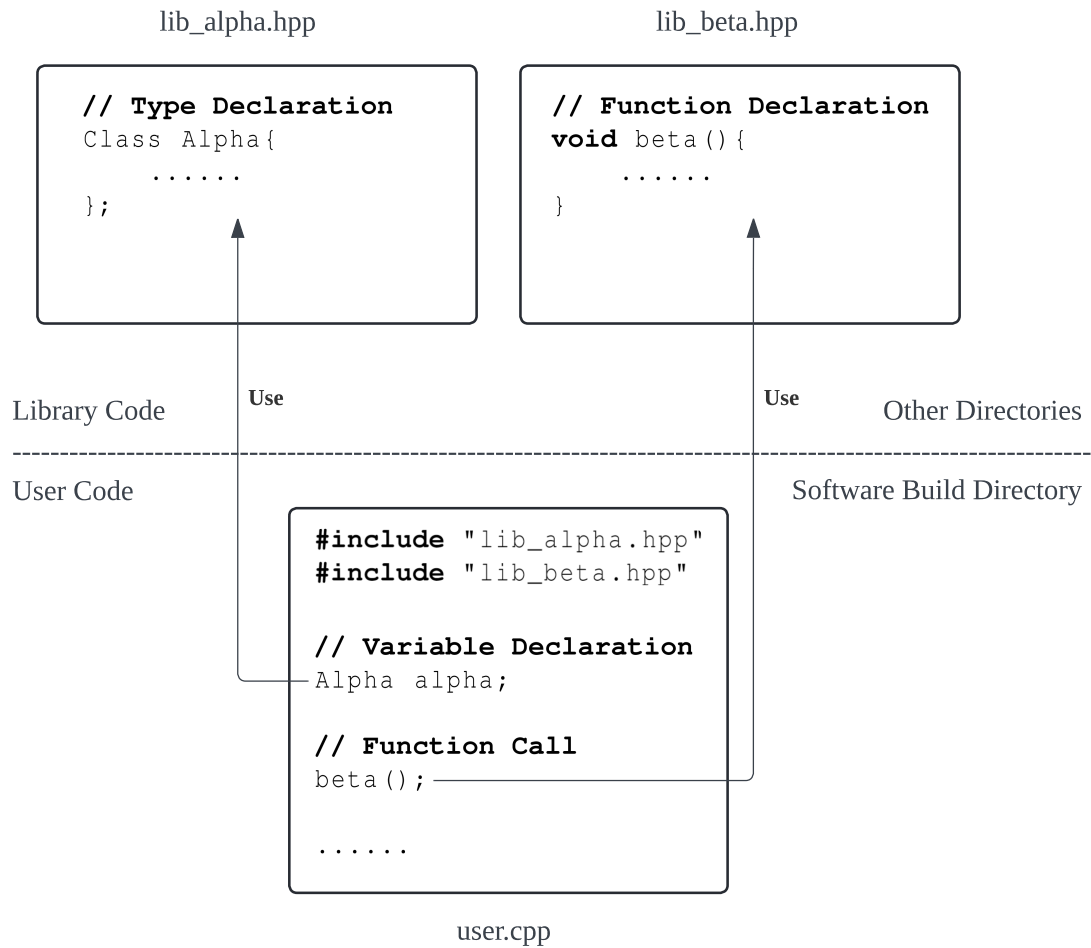 lib_alpha.hpp
// Type Declaration
Class Alpha{
......
};
lib_beta.hpp
// Function Declaration
void beta(){
......
}
Use
Use
Library Code
Other Directories
User Code
Software Build Directory
#include "lib_alpha.hpp"
#include "lib_beta.hpp"
// Variable Declaration
Alpha alpha;
// Function Call
beta();
......
user.cpp